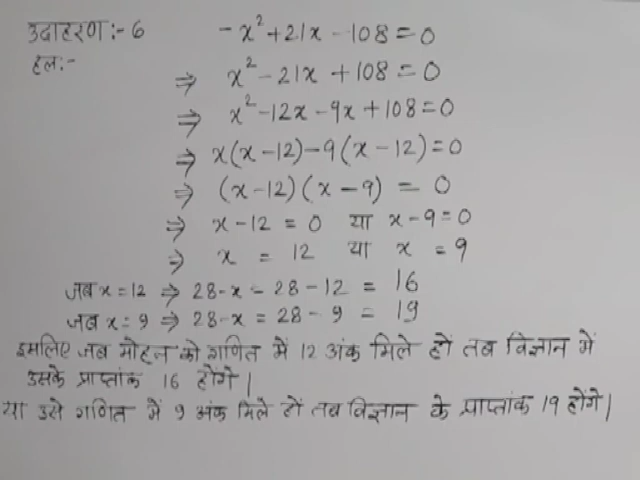 उदाहरण:- 6 -x² + 21x - 108 = 0
हल:-
⇒ x² - 21x + 108 = 0
⇒ x² - 12x - 9x + 108 = 0
⇒ x(x - 12) - 9(x - 12) = 0
⇒ (x - 12)(x - 9) = 0
⇒ x - 12 = 0 या x - 9 = 0
⇒ x = 12 या x = 9
जब x = 12 ⇒ 28 - x = 28 - 12 = 16
जब x = 9 ⇒ 28 - x = 28 - 9 = 19
इसलिए जब मोहन को गणित में 12 अंक मिले हों तब विज्ञान में
उसके प्राप्तांक 16 होंगे।
या उसे गणित में 9 अंक मिले हों तब विज्ञान के प्राप्तांक 19 होंगे।